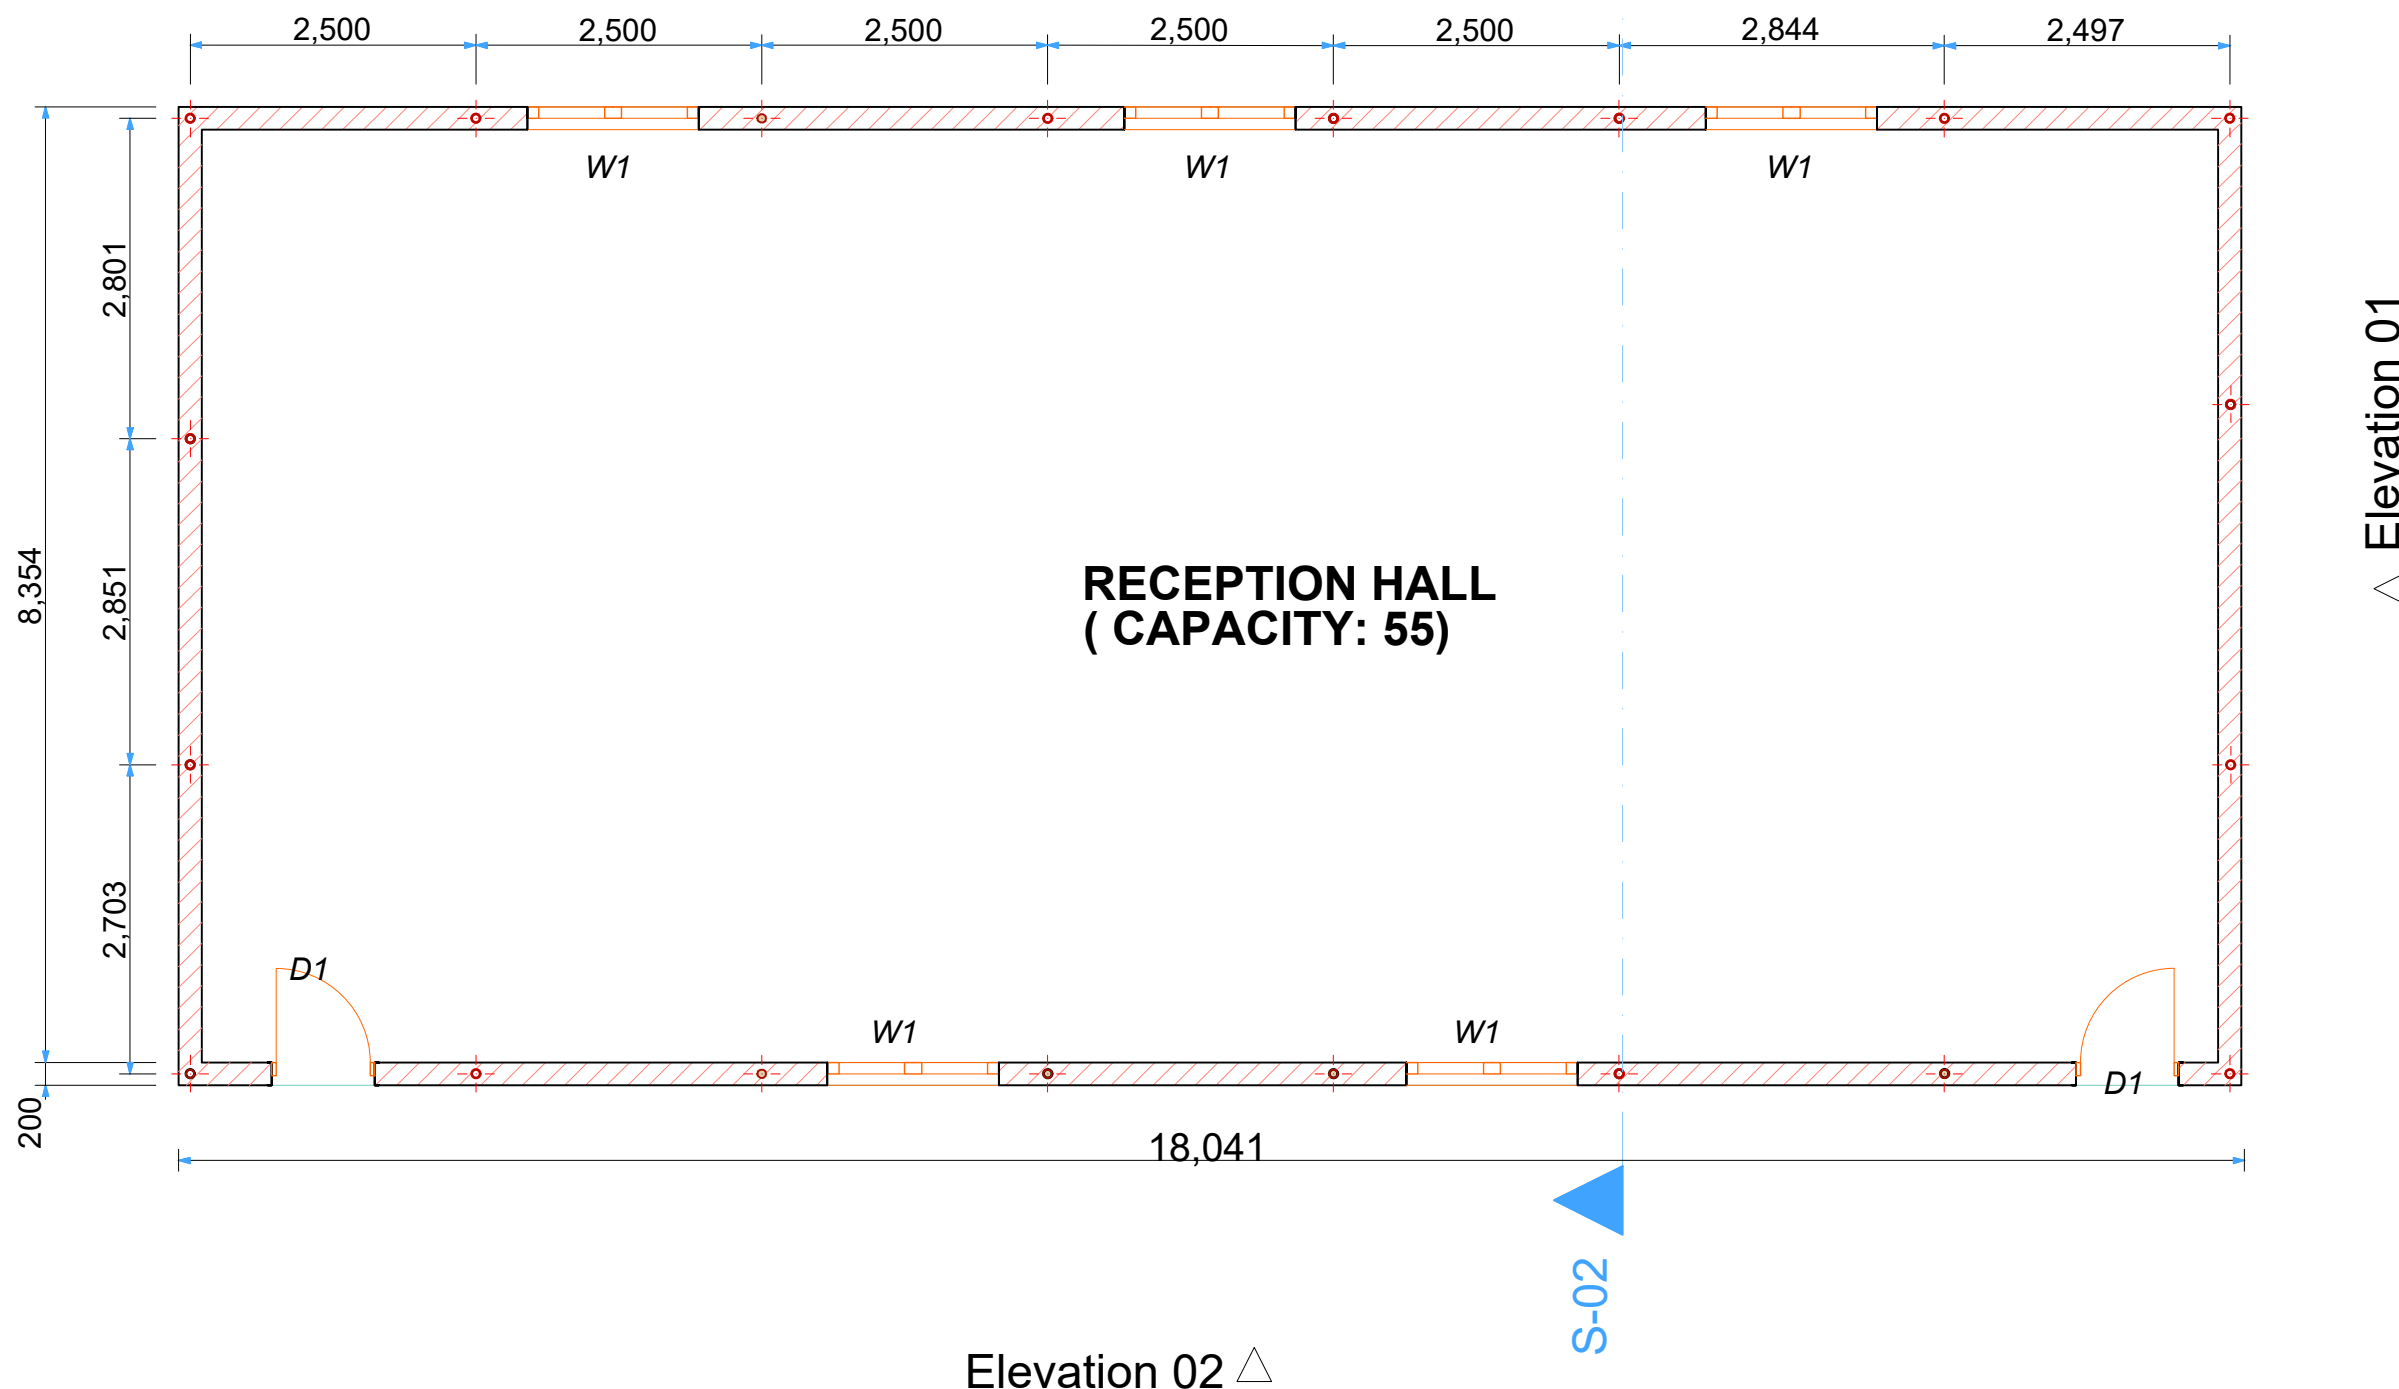 2,500
2,500
2,500
2,500
2,500
2,844
2,497
W1
W1
W1
2,801
Elevation 01
8,354
2,851
RECEPTION HALL
( CAPACITY: 55)
2,703
D1
W1
W1
D1
200
18,041
S-02
Elevation 02